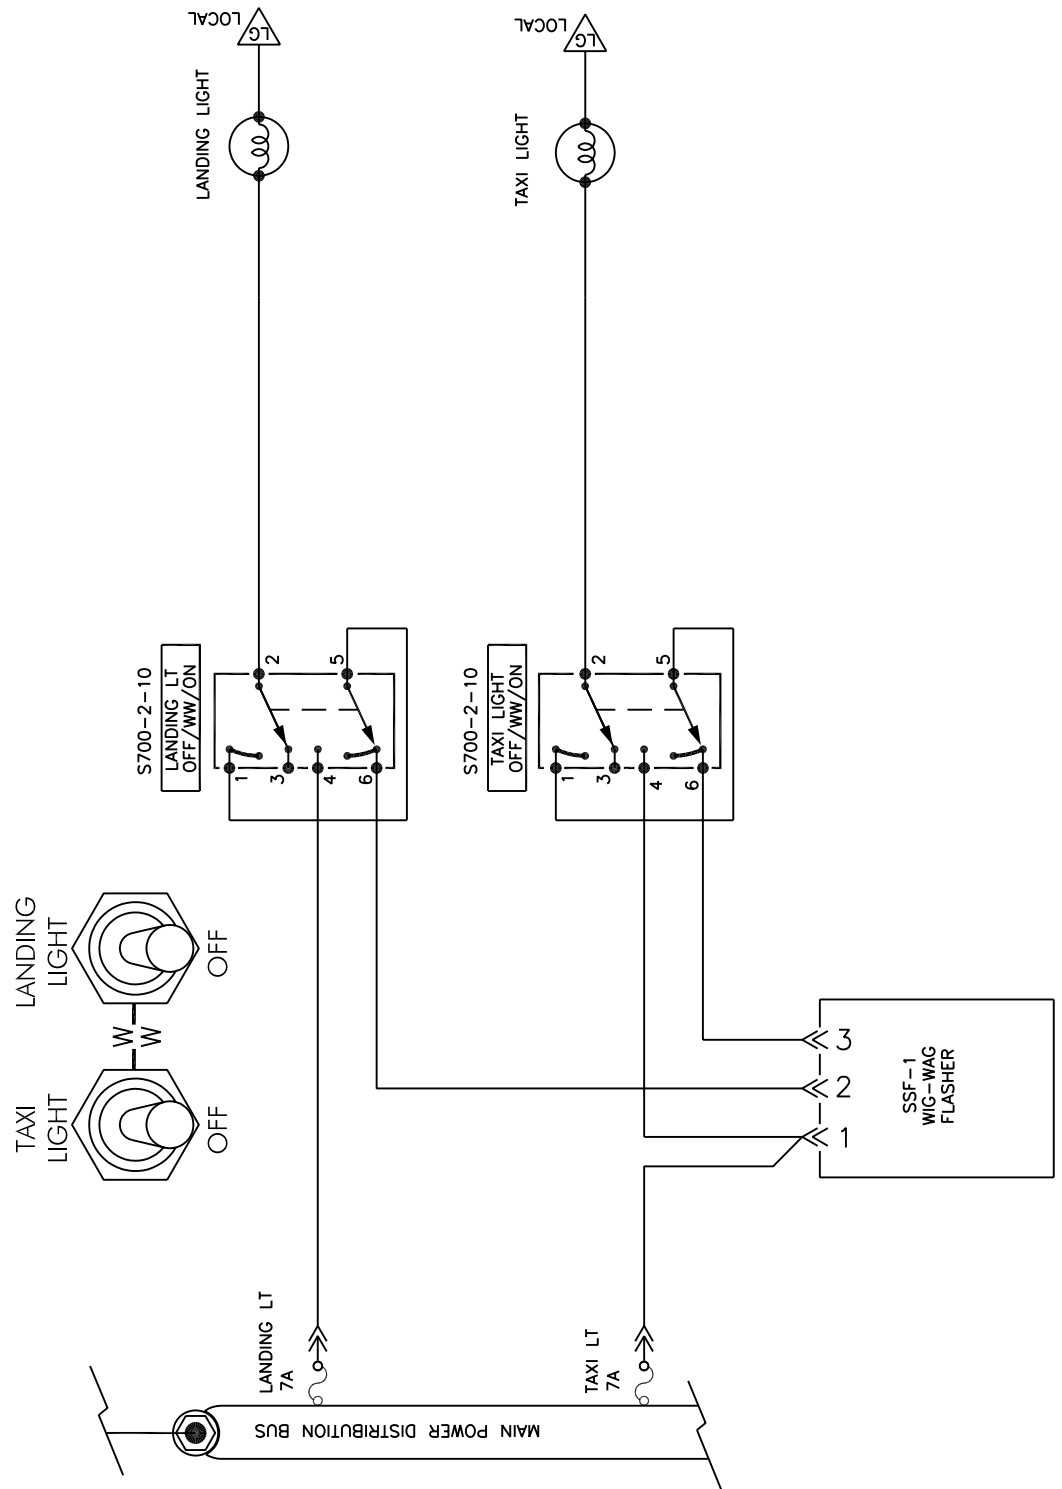 LOCAL
LG
LANDING LIGHT
LOCAL
LG
TAXI LIGHT
S700-2-10
LANDING LT
OFF/WW/ON
2
5
1
3
4
6
S700-2-10
TAXI LIGHT
OFF/WW/ON
2
5
1
3
4
6
LANDING
LIGHT
OFF
W
W
TAXI
LIGHT
OFF
3
2
1
SSF-1
WIG-WAG
FLASHER
LANDING LT
7A
TAXI LT
7A
MAIN POWER DISTRIBUTION BUS